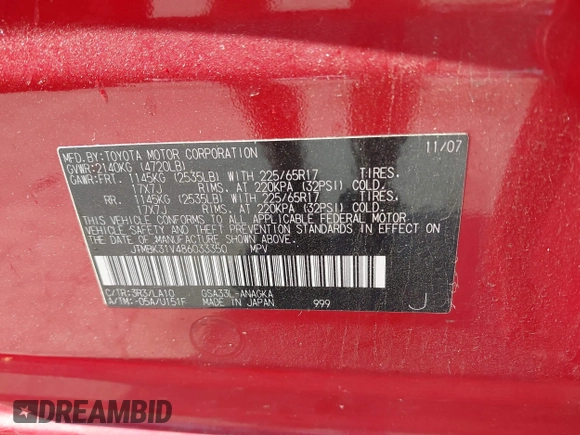 11/07
MFD.BY:TOYOTA MOTOR CORPORATION
GVWR:2140KG (4720LB)
GAWR:FRT. 1145KG (2535LB) WITH 225/65R17 TIRES.
17X7J RIMS. AT 220KPA (32PSI) COLD.
RR. 1145KG (2535LB) WITH 225/65R17 TIRES.
17X7J RIMS. AT 220KPA (32PSI) COLD.
THIS VEHICLE CONFORMS TO ALL APPLICABLE FEDERAL MOTOR
VEHICLE SAFETY AND THEFT PREVENTION STANDARDS IN EFFECT ON
THE DATE OF MANUFACTURE SHOWN ABOVE.
JTMBK31V486033350 MPV
C/TR:3R3/LA10 GSA33L-ANAGKA
A/TM:-05A/U151F MADE IN JAPAN 999 J
DREAMBID